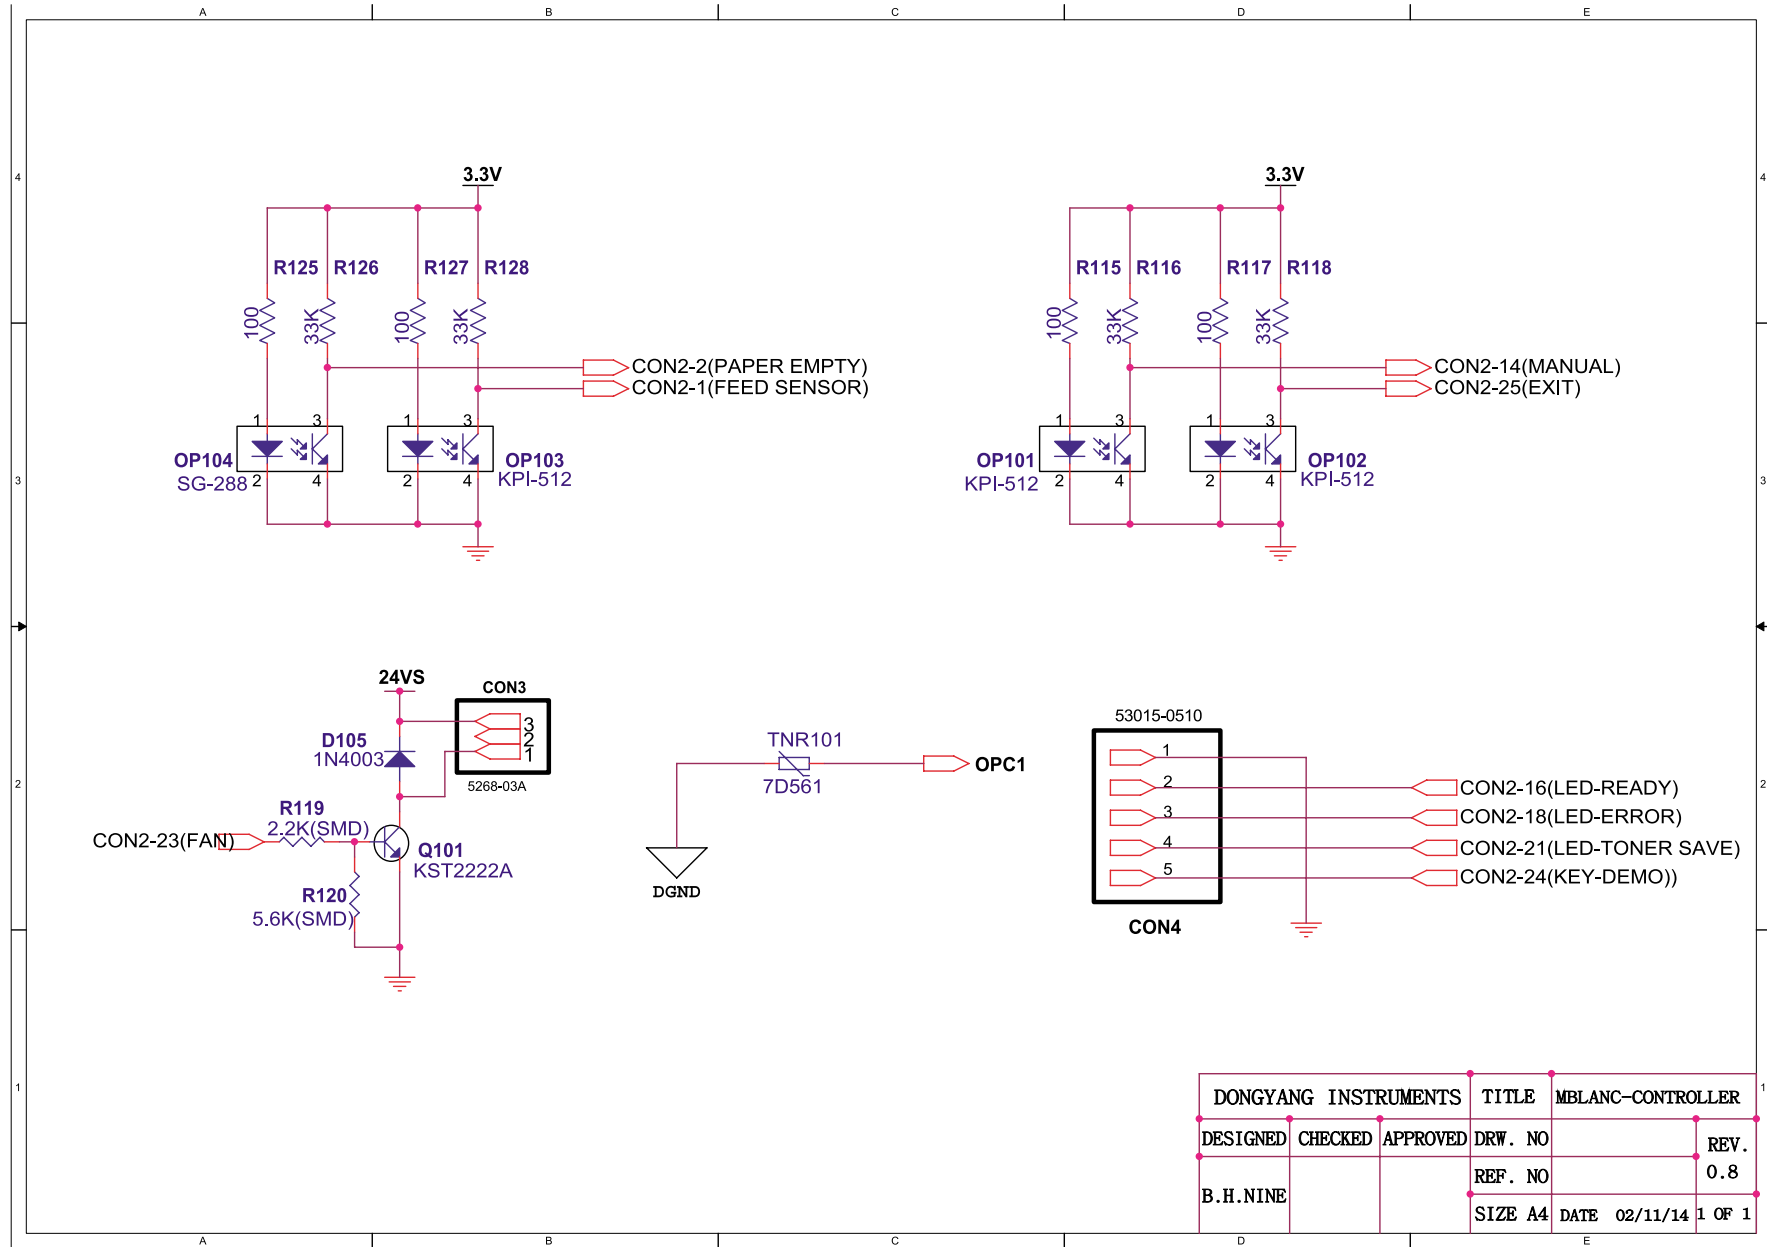 A B C D E
4 4
3.3V 3.3V
R125 R126 R127 R128 R115 R116 R117 R118
100 33K 100 33K 100 33K 100 33K
CON2-2(PAPER EMPTY) CON2-14(MANUAL)
CON2-1(FEED SENSOR) CON2-25(EXIT)
1 3 1 3 1 3 1 3
OP104 OP103 OP101 OP102
SG-288 KPI-512 KPI-512 KPI-512
2 4 2 4 2 4 2 4
3 3
24VS
CON3
3
2
1
5268-03A
D105
1N4003
R119
2.2K(SMD)
CON2-23(FAN)
Q101
KST2222A
R120
5.6K(SMD)
TNR101
7D561
OPC1
DGND
53015-0510
1
2 CON2-16(LED-READY)
3 CON2-18(LED-ERROR)
4 CON2-21(LED-TONER SAVE)
5 CON2-24(KEY-DEMO))
CON4
2 2
1 1
DONGYANG INSTRUMENTS TITLE MBLANC-CONTROLLER
DESIGNED CHECKED APPROVED DRW. NO REV.
0.8
B.H.NINE REF. NO
SIZE A4 DATE 02/11/14 1 OF 1
A B C D E